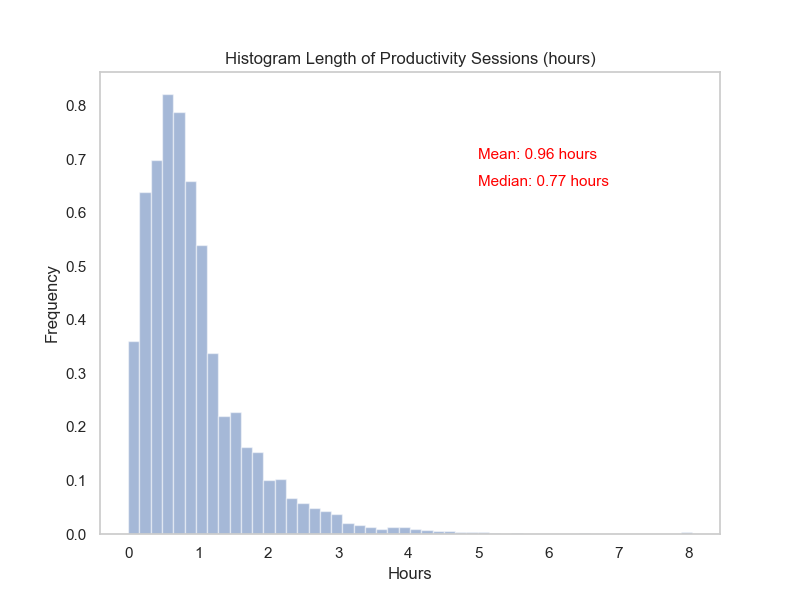 Histogram Length of Productivity Sessions (hours)
0.8
Mean: 0.96 hours
0.7
Median: 0.77 hours
0.6
0.5
0.4
0.3
0.2
0.1
0.0
Frequency
0 1 2 3 4 5 6 7 8
Hours